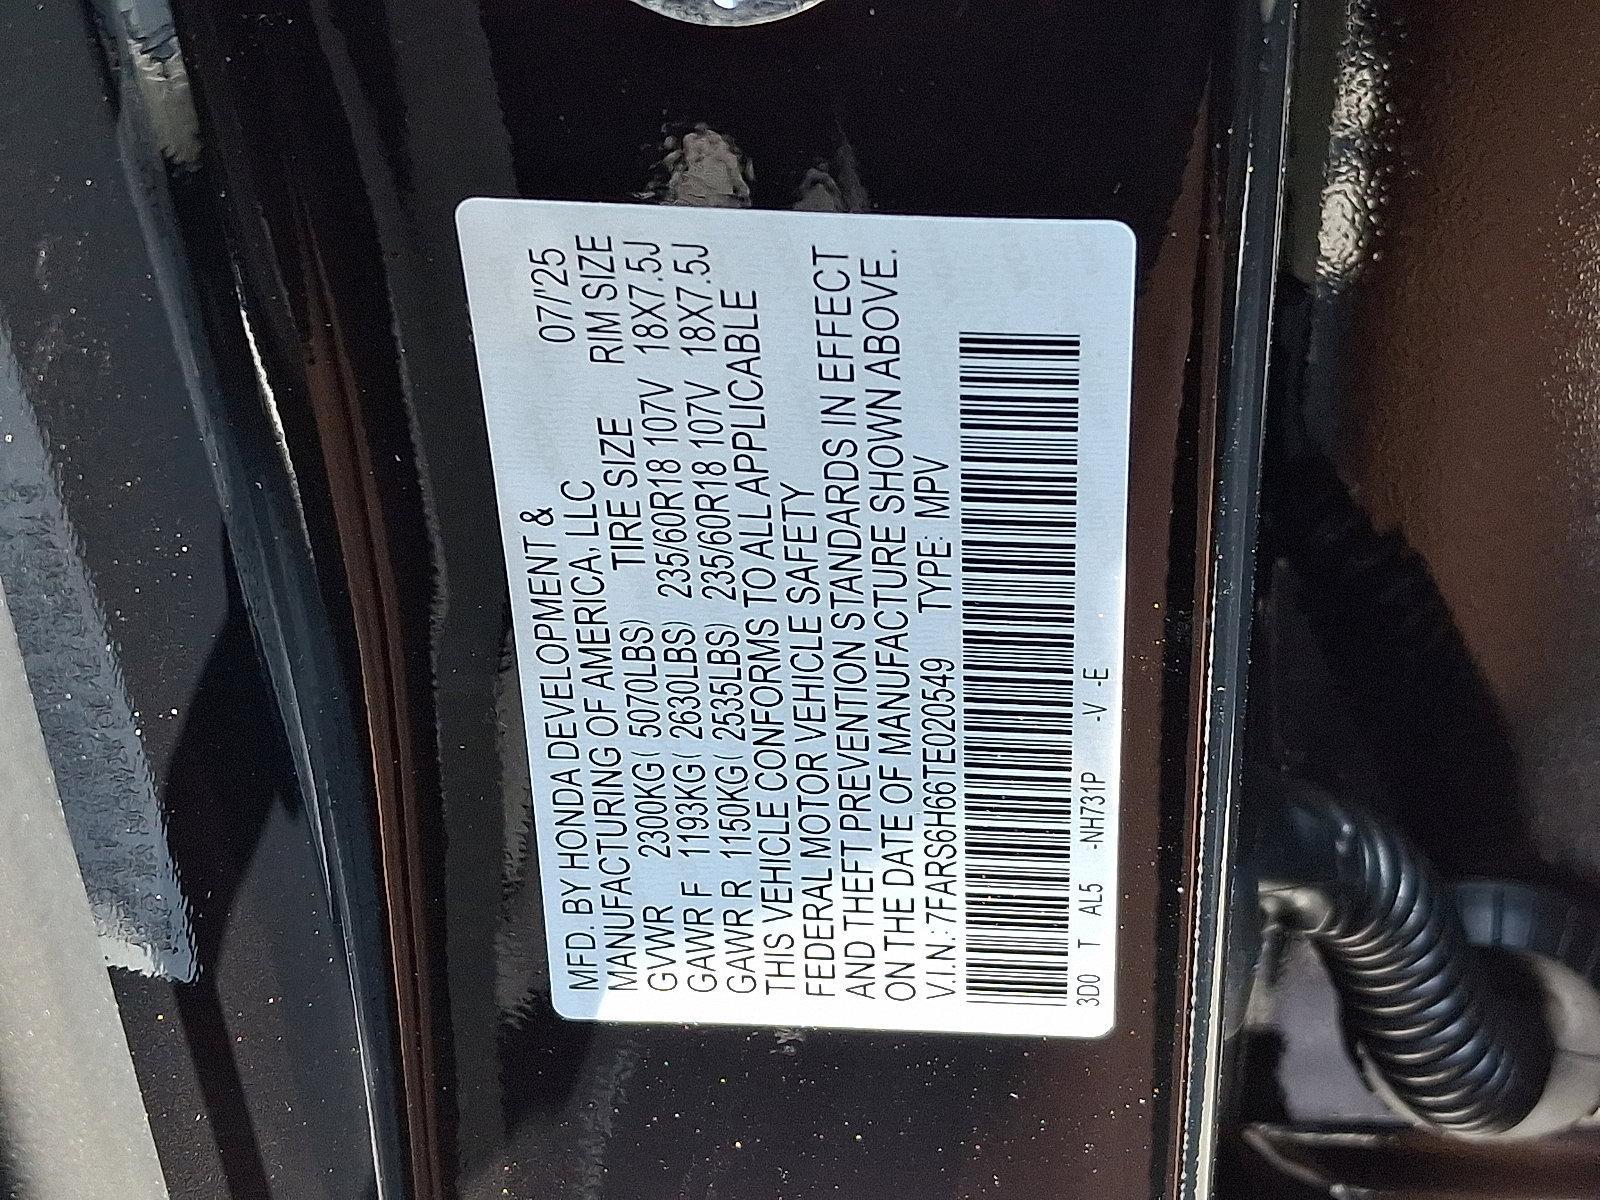 MFD. BY HONDA DEVELOPMENT & 07/'25
MANUFACTURING OF AMERICA, LLC
TIRE SIZE RIM SIZE
GVWR 2300KG( 5070LBS)
GAWR F 1193KG( 2630LBS) 235/60R18 107V 18X7.5J
GAWR R 1150KG( 2535LBS) 235/60R18 107V 18X7.5J
THIS VEHICLE CONFORMS TO ALL APPLICABLE
FEDERAL MOTOR VEHICLE SAFETY
AND THEFT PREVENTION STANDARDS IN EFFECT
ON THE DATE OF MANUFACTURE SHOWN ABOVE.
V.I.N.: 7FARS6H66TE020549 TYPE: MPV
3D0 T AL5 -NH731P -V -E